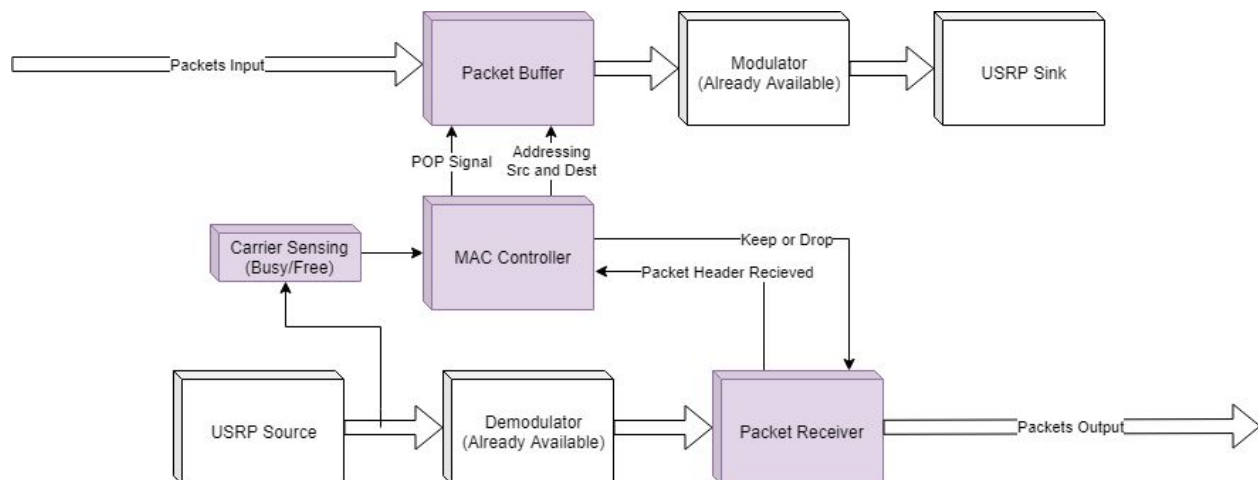 Packets Input
Packet Buffer
Modulator
(Already Available)
USRP Sink
POP Signal
Addressing
Src and Dest
Carrier Sensing
(Busy/Free)
MAC Controller
Keep or Drop
Packet Header Recieved
USRP Source
Demodulator
(Already Available)
Packet Receiver
Packets Output